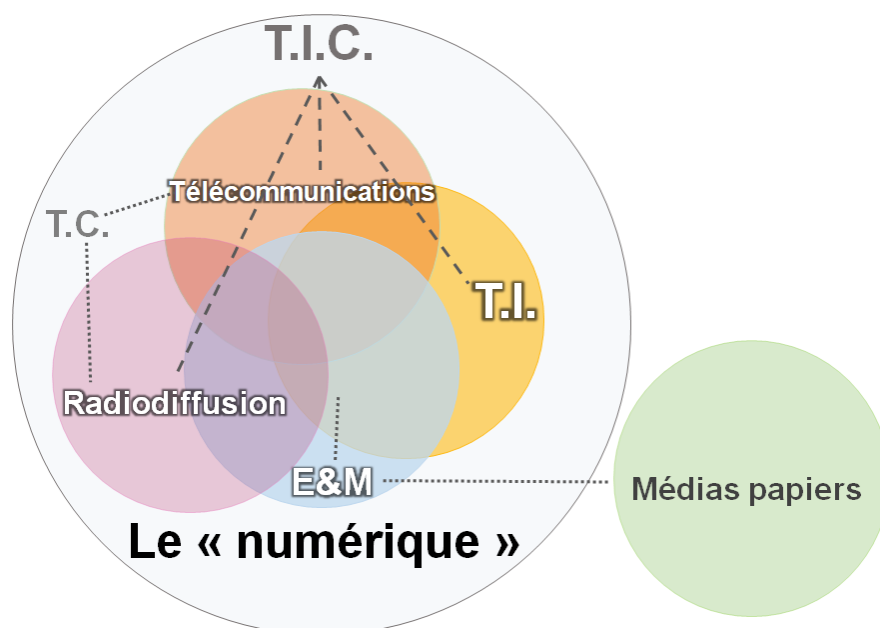 T.I.C.
Télécommunications
T.C.
T.I.
Radiodiffusion
E&M
Médias papiers
Le « numérique »